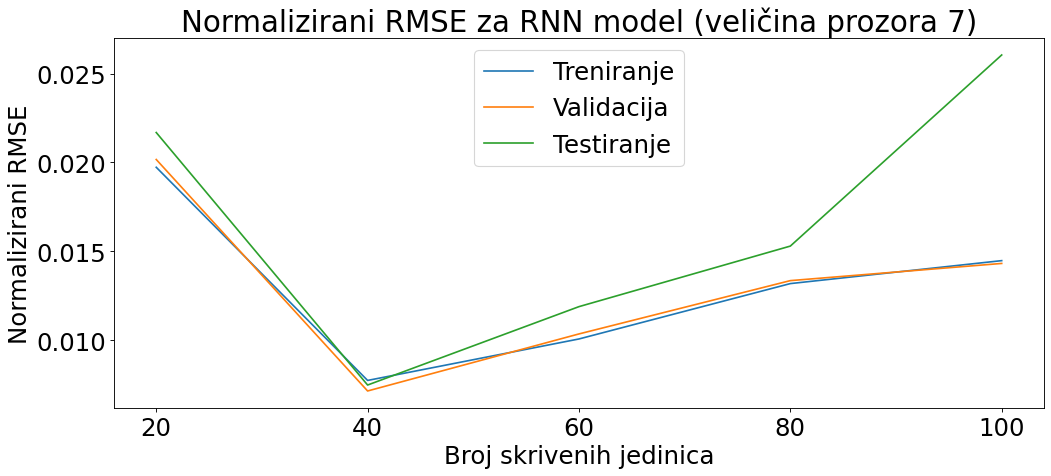 Normalizirani RMSE za RNN model (veličina prozora 7)
Normalizirani RMSE
0.025
0.020
0.015
0.010
Treniranje
Validacija
Testiranje
20 40 60 80 100
Broj skrivenih jedinica